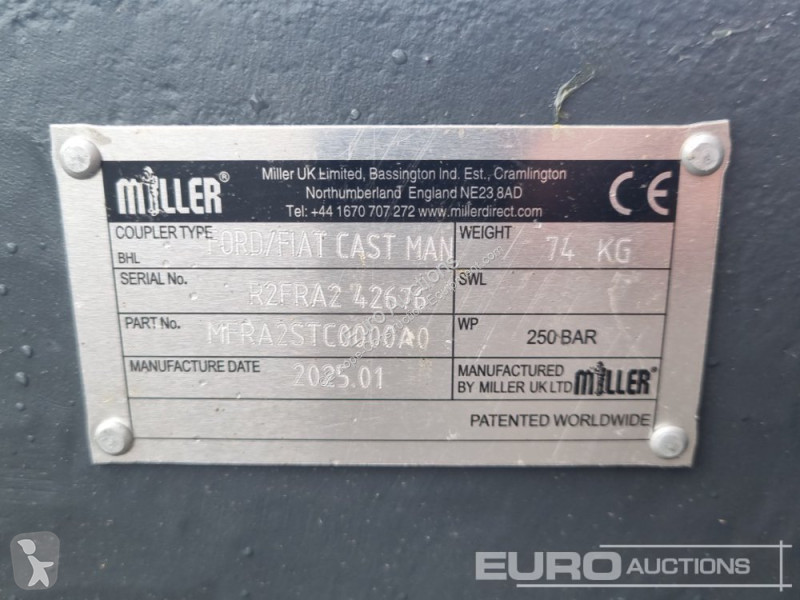 MILLER®
Miller UK Limited, Bassington Ind. Est., Cramlington
Northumberland England NE23 8AD
Tel: +44 1670 707 272 www.millerdirect.com
CE
COUPLER TYPE
BHL
FORD/FIAT CAST MAN
WEIGHT
74 KG
SERIAL No.
R2FRA2 42676
SWL
PART No.
MFRA2STC0000A0
WP
250 BAR
MANUFACTURE DATE
2025.01
MANUFACTURED
BY MILLER UK LTD
MILLER®
PATENTED WORLDWIDE
EURO AUCTIONS